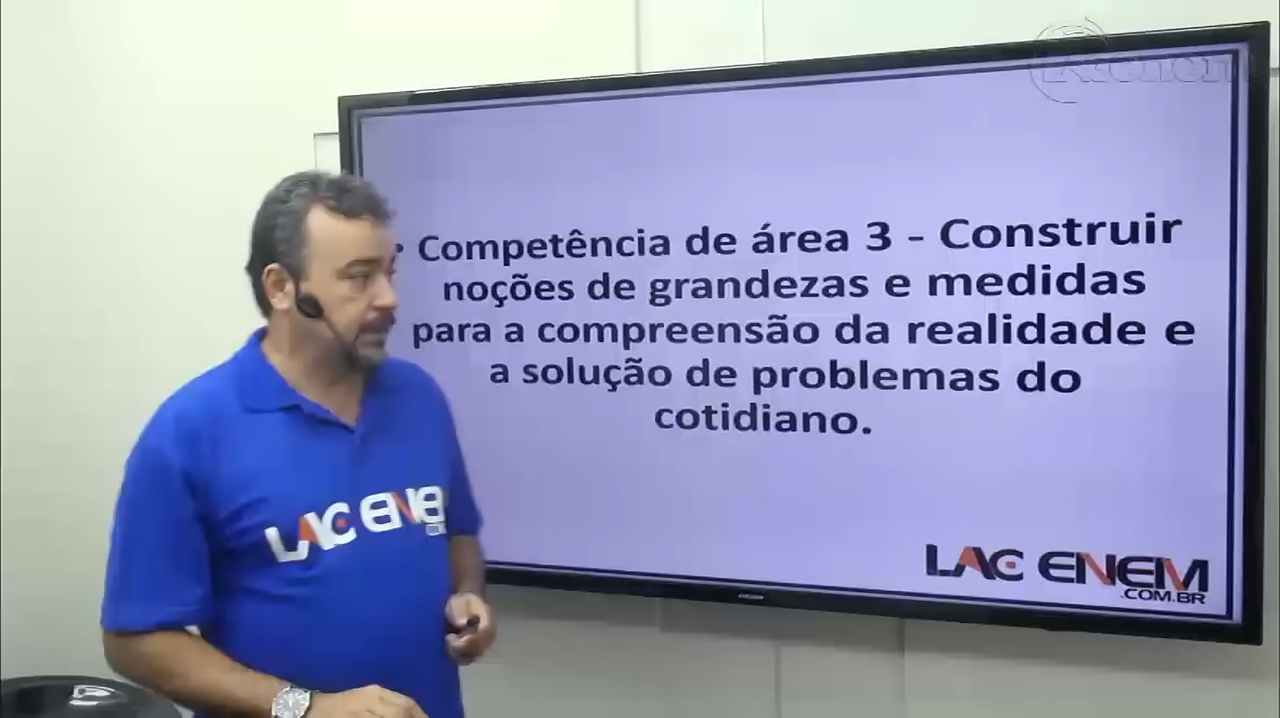 • Competência de área 3 - Construir
noções de grandezas e medidas
para a compreensão da realidade e
a solução de problemas do
cotidiano.
LAC ENEM
.COM.BR
LAC ENE